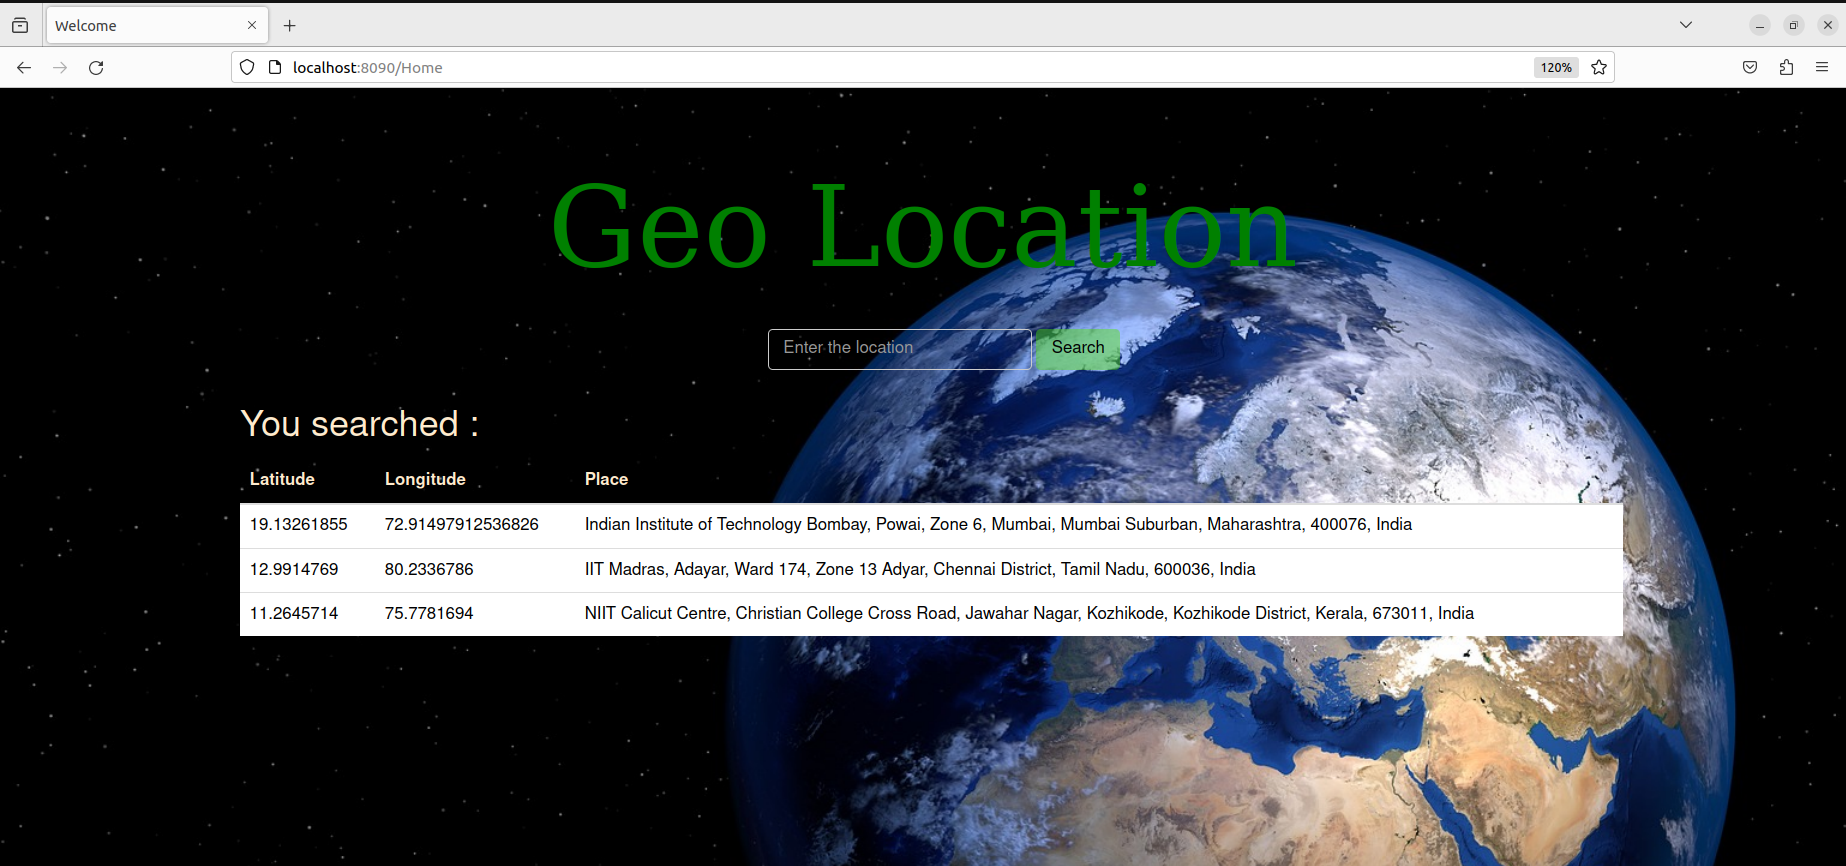 Welcome
localhost:8090/Home
120%
Geo Location
Enter the location
Search
You searched :
Latitude Longitude Place
19.13261855 72.91497912536826 Indian Institute of Technology Bombay, Powai, Zone 6, Mumbai, Mumbai Suburban, Maharashtra, 400076, India
12.9914769 80.2336786 IIT Madras, Adayar, Ward 174, Zone 13 Adyar, Chennai District, Tamil Nadu, 600036, India
11.2645714 75.7781694 NIIT Calicut Centre, Christian College Cross Road, Jawahar Nagar, Kozhikode, Kozhikode District, Kerala, 673011, India